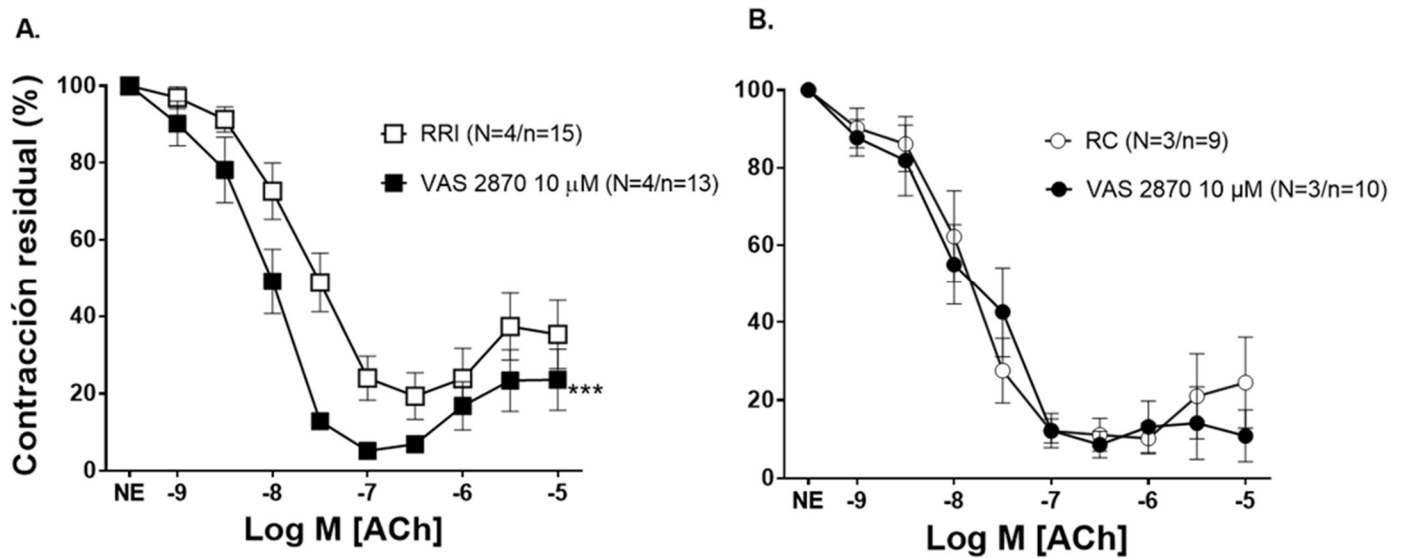 A.
Contracción residual (%)
100
80
60
40
20
0
NE -9 -8 -7 -6 -5
Log M [ACh]
RRI (N=4/n=15)
VAS 2870 10 μM (N=4/n=13)
***
B.
100
80
60
40
20
0
NE -9 -8 -7 -6 -5
Log M [ACh]
RC (N=3/n=9)
VAS 2870 10 µM (N=3/n=10)